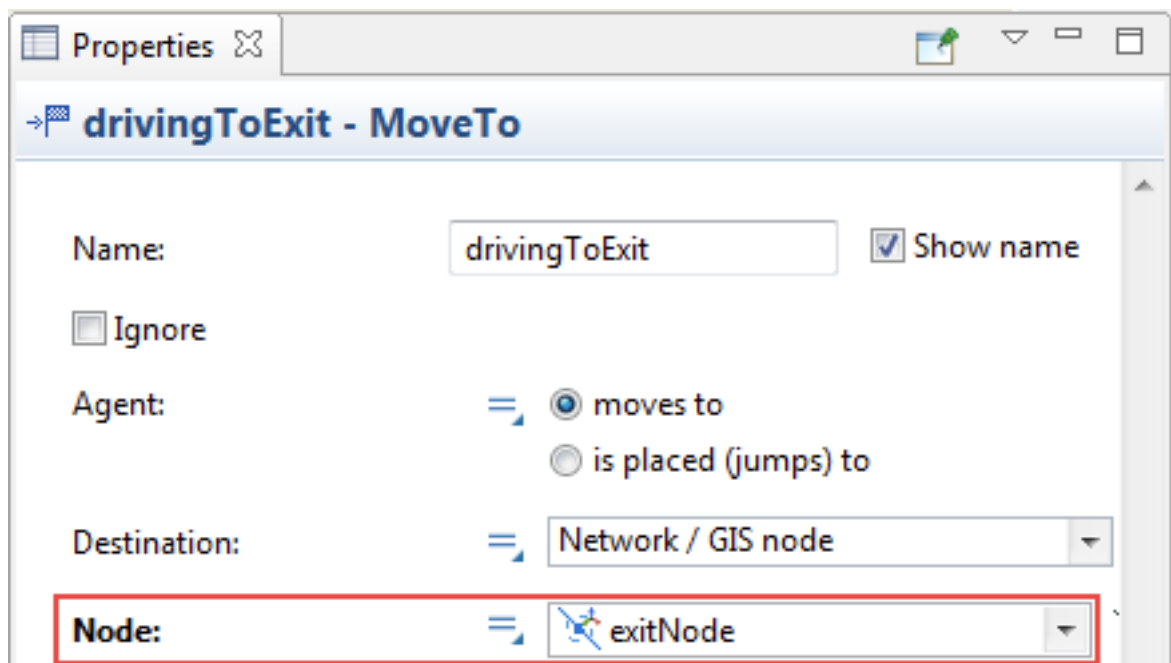 Properties
drivingToExit - MoveTo
Name: drivingToExit Show name
Ignore
Agent: moves to
is placed (jumps) to
Destination: Network / GIS node
Node: exitNode